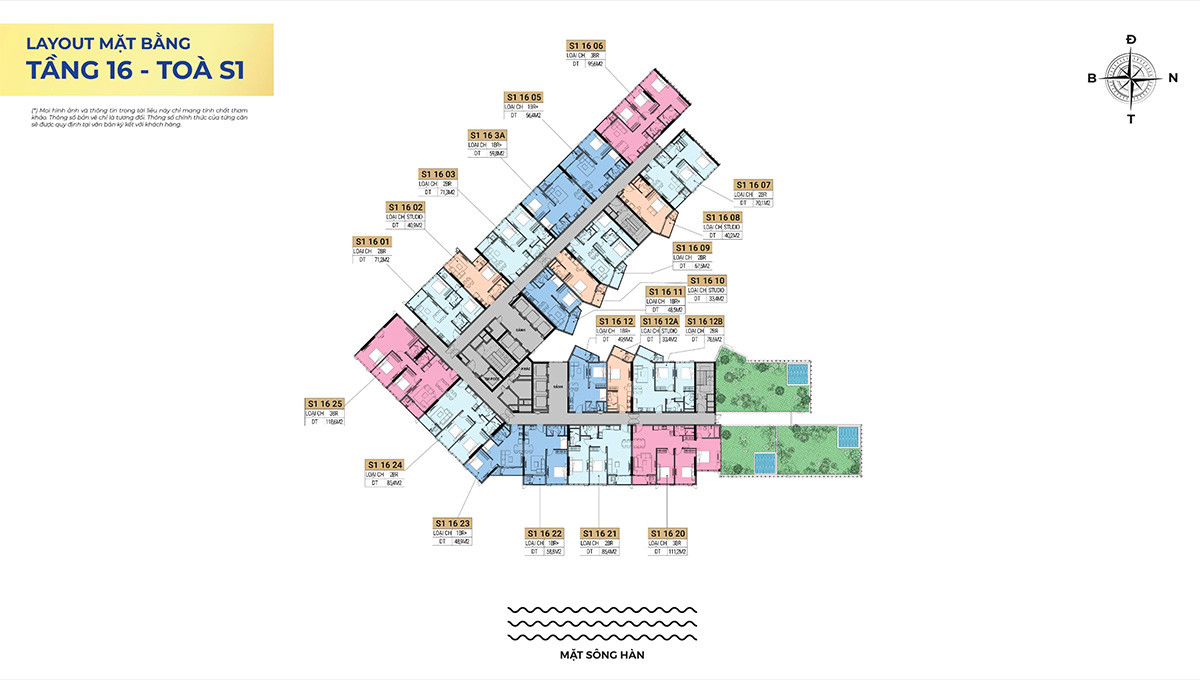 LAYOUT MẶT BẰNG
TẦNG 16 - TOÀ S1
(*) Mọi hình ảnh và thông tin trong tài liệu này chỉ mang tính chất tham
khảo. Thông số bản vẽ chỉ là tương đối. Thông số chính thức của từng căn
sẽ được quy định tại văn bản ký kết với khách hàng.
Đ
B
N
T
S1 16 06
LOẠI CH 3BR
DT 95,6M2
S1 16 05
LOẠI CH 1BR+
DT 56,4M2
S1 16 3A
LOẠI CH 1BR+
DT 59,8M2
S1 16 03
LOẠI CH 2BR
DT 71,3M2
S1 16 02
LOẠI CH STUDIO
DT 40,9M2
S1 16 01
LOẠI CH 2BR
DT 71,2M2
S1 16 07
LOẠI CH 2BR
DT 70,1M2
S1 16 08
LOẠI CH STUDIO
DT 40,2M2
S1 16 09
LOẠI CH 2BR
DT 67,6M2
S1 16 10
LOẠI CH STUDIO
DT 33,4M2
S1 16 11
LOẠI CH 1BR+
DT 48,5M2
S1 16 12
LOẠI CH 1BR+
DT 49,9M2
S1 16 12A
LOẠI CH STUDIO
DT 33,4M2
S1 16 12B
LOẠI CH 2BR
DT 78,6M2
SẢNH
SẢNH
S1 16 25
LOẠI CH 3BR
DT 118,6M2
S1 16 24
LOẠI CH 2BR
DT 83,4M2
S1 16 23
LOẠI CH 1BR+
DT 48,9M2
S1 16 22
LOẠI CH 1BR+
DT 58,8M2
S1 16 21
LOẠI CH 2BR
DT 85,4M2
S1 16 20
LOẠI CH 3BR
DT 111,2M2
MẶT SÔNG HÀN